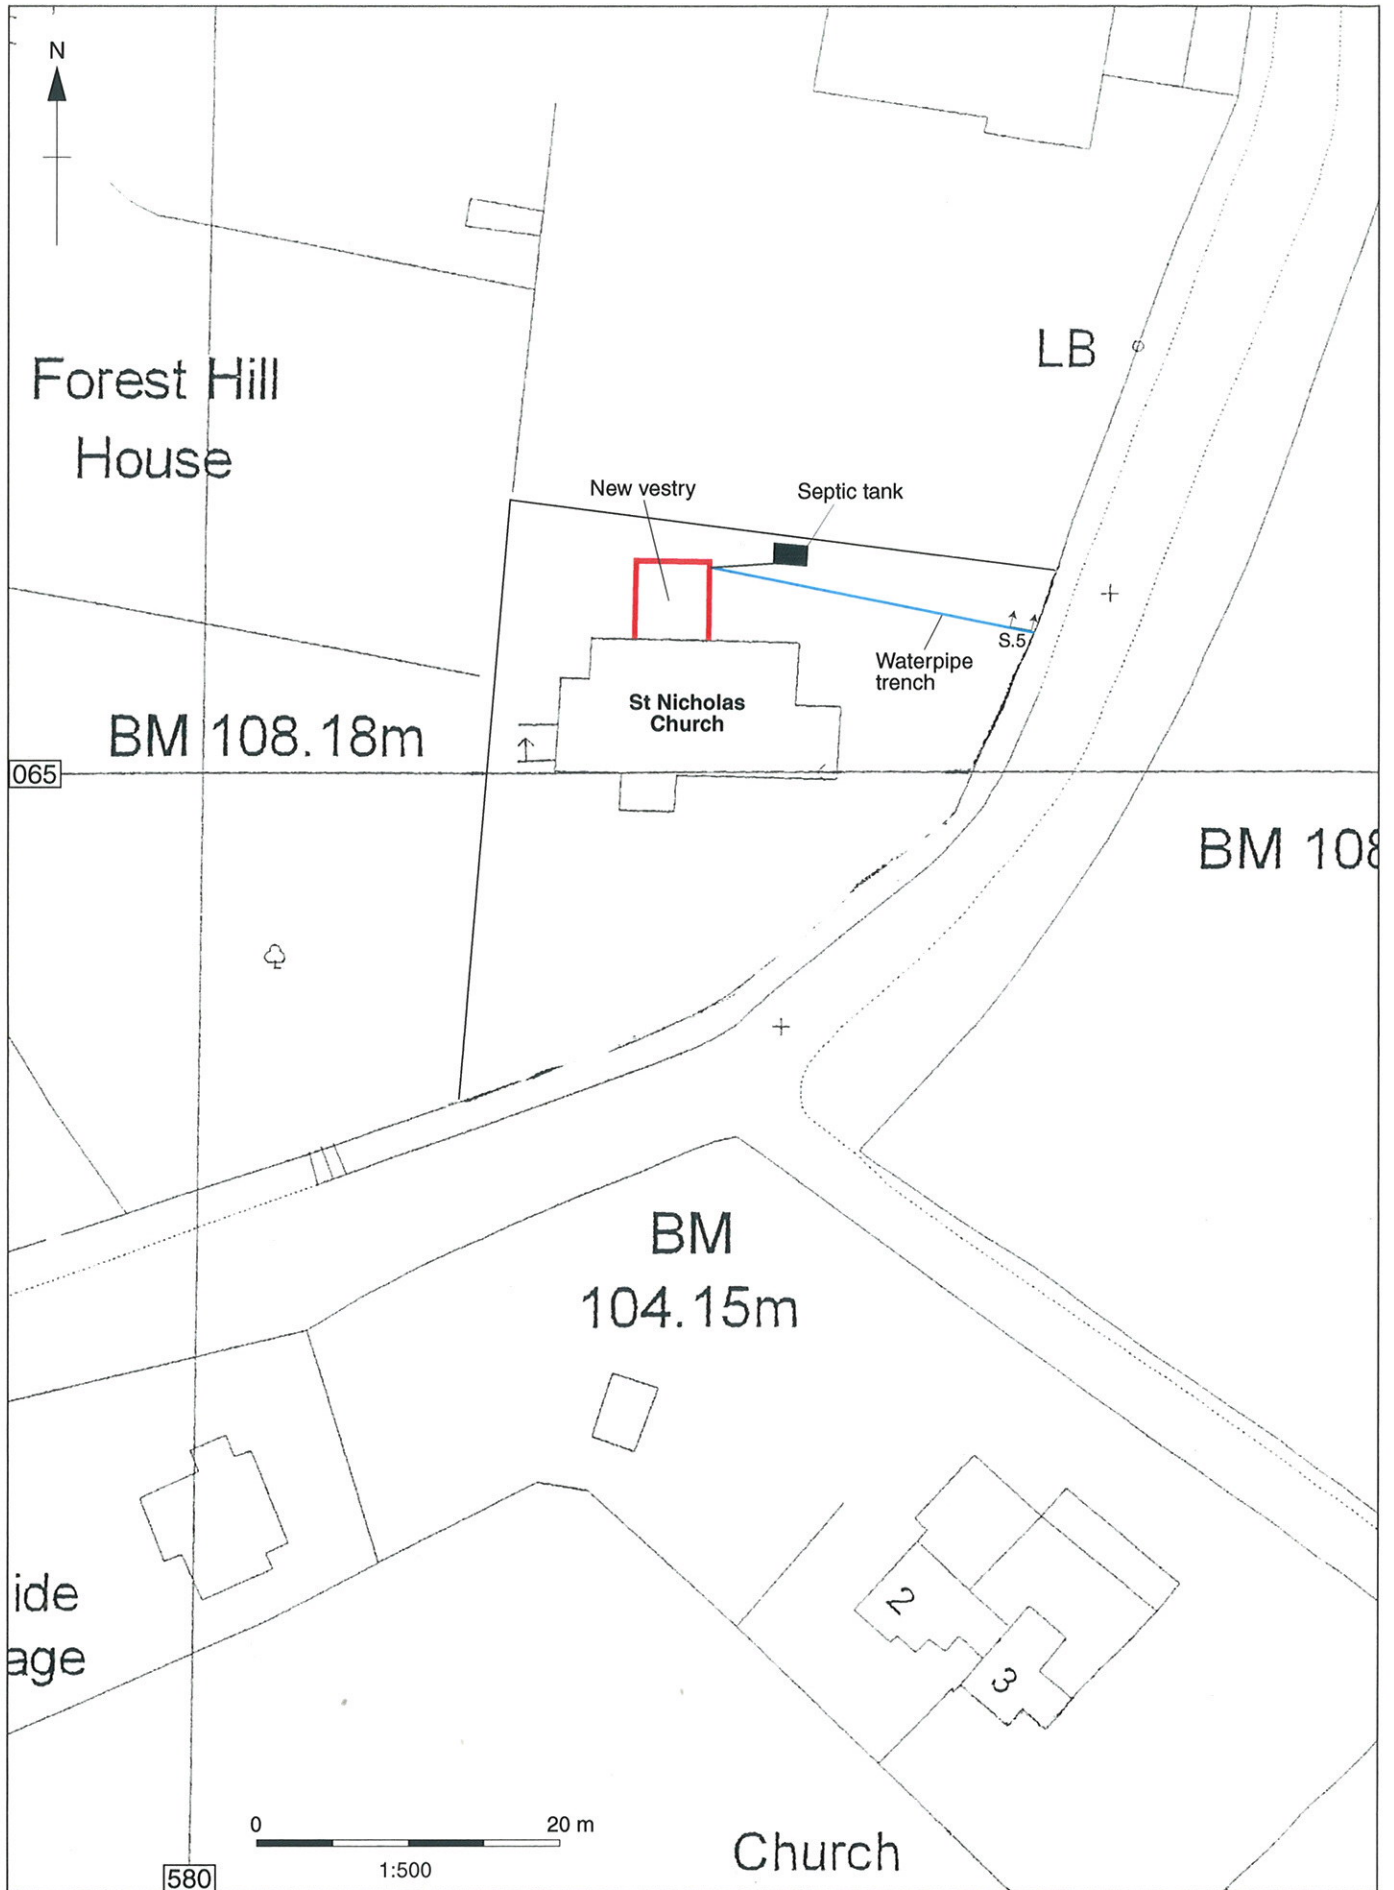 N
LB
Forest Hill
House
New vestry
Septic tank
S.5
Waterpipe
trench
St Nicholas
Church
BM 108.18m
065
BM 108
BM
104.15m
2
ide
age
3
0 20 m
1:500
Church
580